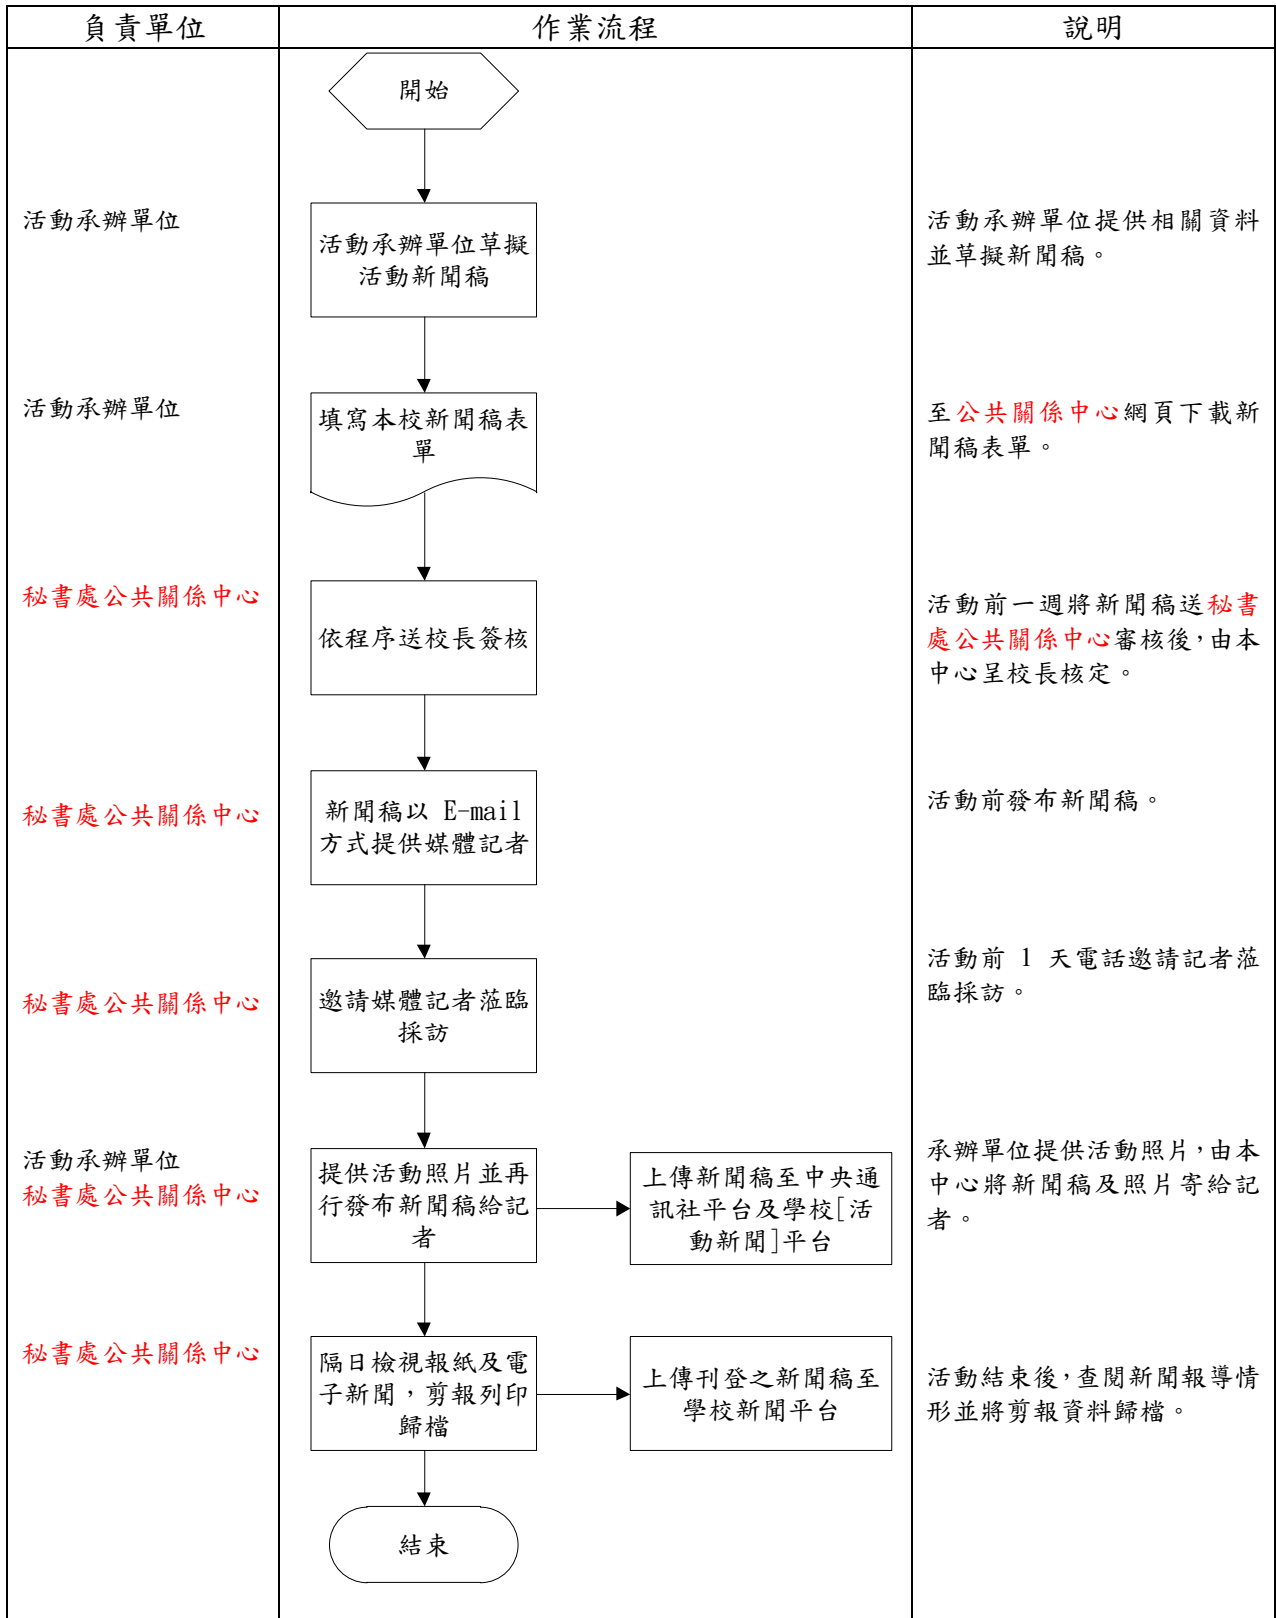 負責單位
作業流程
說明
開始
活動承辦單位
活動承辦單位草擬
活動新聞稿
活動承辦單位提供相關資料
並草擬新聞稿。
活動承辦單位
填寫本校新聞稿表
單
至公共關係中心網頁下載新
聞稿表單。
秘書處公共關係中心
依程序送校長簽核
活動前一週將新聞稿送秘書
處公共關係中心審核後,由本
中心呈校長核定。
秘書處公共關係中心
新聞稿以 E-mail
方式提供媒體記者
活動前發布新聞稿。
秘書處公共關係中心
邀請媒體記者蒞臨
採訪
活動前 1 天電話邀請記者蒞
臨採訪。
活動承辦單位
秘書處公共關係中心
提供活動照片並再
行發布新聞稿給記
者
上傳新聞稿至中央通
訊社平台及學校[活
動新聞]平台
承辦單位提供活動照片,由本
中心將新聞稿及照片寄給記
者。
秘書處公共關係中心
隔日檢視報紙及電
子新聞,剪報列印
歸檔
上傳刊登之新聞稿至
學校新聞平台
活動結束後,查閱新聞報導情
形並將剪報資料歸檔。
結束